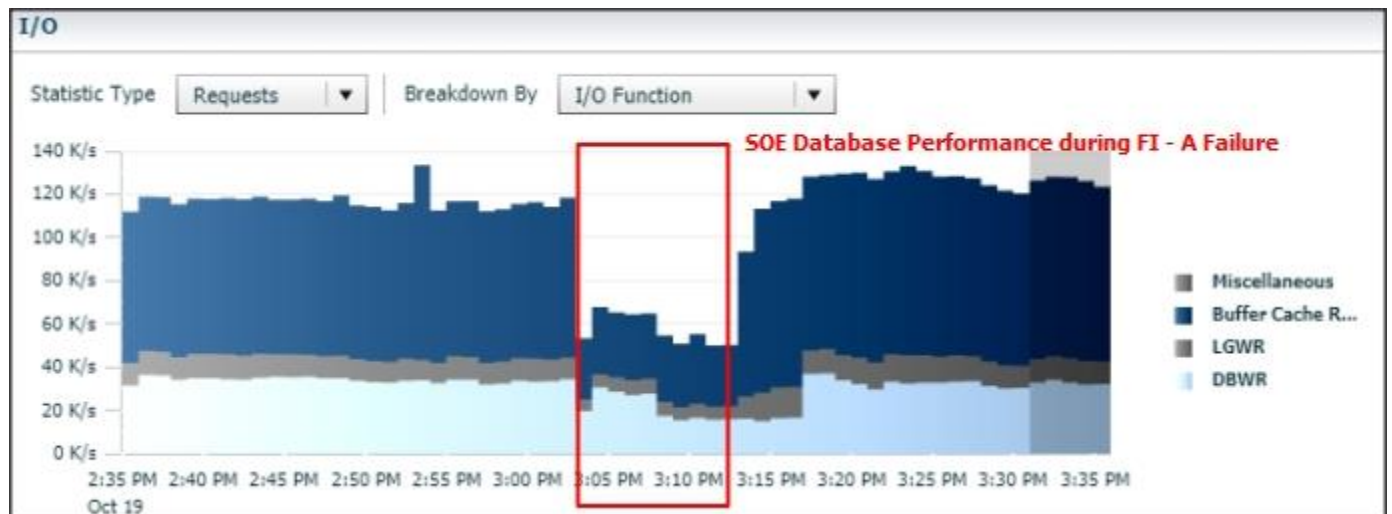 I/O
Statistic Type Requests Breakdown By I/O Function
SOE Database Performance during FI - A Failure
140 K/s
120 K/s
100 K/s
80 K/s
60 K/s
40 K/s
20 K/s
0 K/s
Miscellaneous
Buffer Cache R...
LGWR
DBWR
2:35 PM 2:40 PM 2:45 PM 2:50 PM 2:55 PM 3:00 PM 3:05 PM 3:10 PM 3:15 PM 3:20 PM 3:25 PM 3:30 PM 3:35 PM
Oct 19